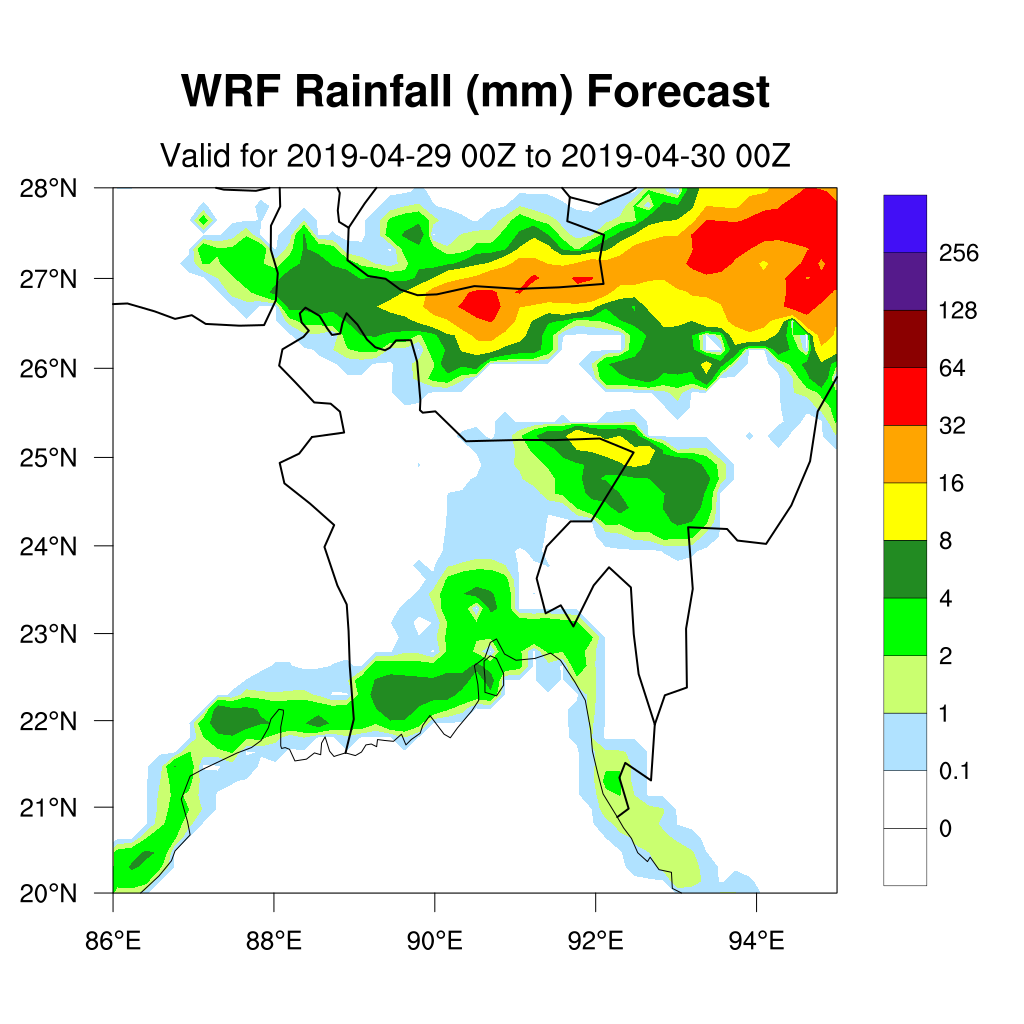 WRF Rainfall (mm) Forecast
Valid for 2019-04-29 00Z to 2019-04-30 00Z
28°N
27°N
26°N
25°N
24°N
23°N
22°N
21°N
20°N
86°E
88°E
90°E
92°E
94°E
256
128
64
32
16
8
4
2
1
0.1
0